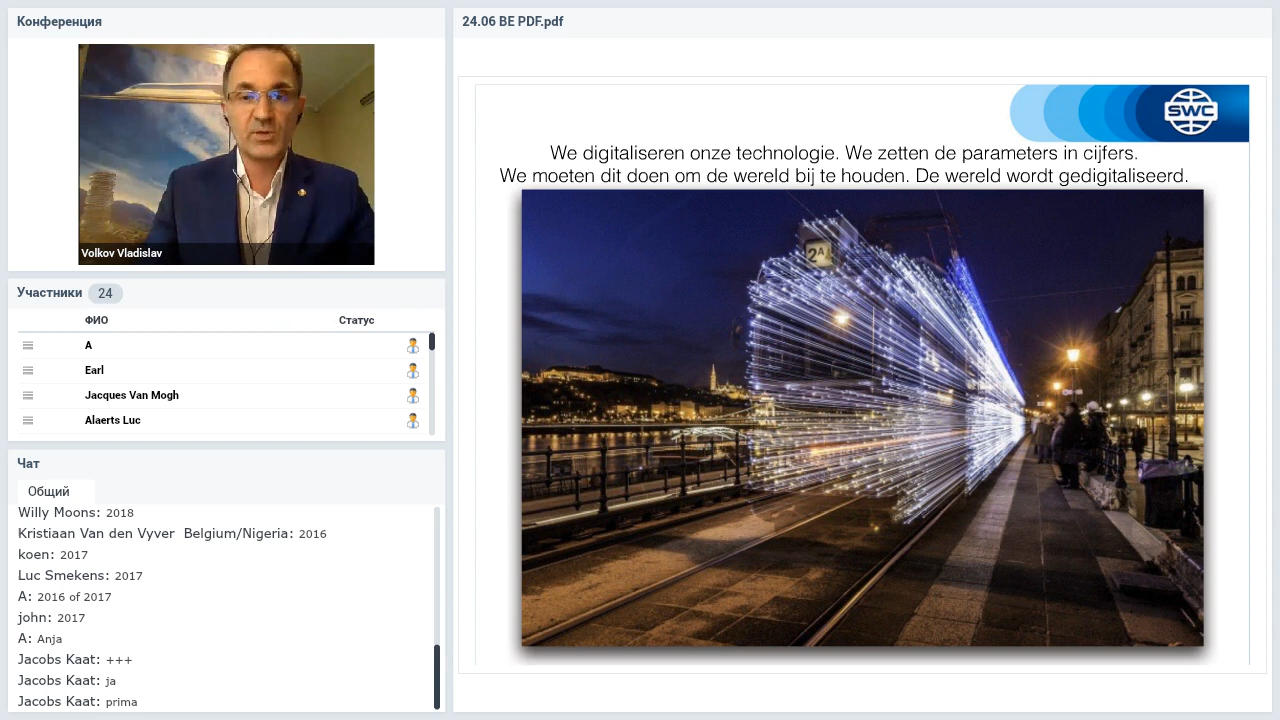 Конференция
Volkov Vladislav
Участники 24
ФИО Статус
A
Earl
Jacques Van Mogh
Alaerts Luc
Чат
Общий
Willy Moons: 2018
Kristiaan Van den Vyver Belgium/Nigeria: 2016
koen: 2017
Luc Smekens: 2017
A: 2016 of 2017
john: 2017
A: Anja
Jacobs Kaat: +++
Jacobs Kaat: ja
Jacobs Kaat: prima
24.06 BE PDF.pdf
SWC
We digitaliseren onze technologie. We zetten de parameters in cijfers.
We moeten dit doen om de wereld bij te houden. De wereld wordt gedigitaliseerd.
2A